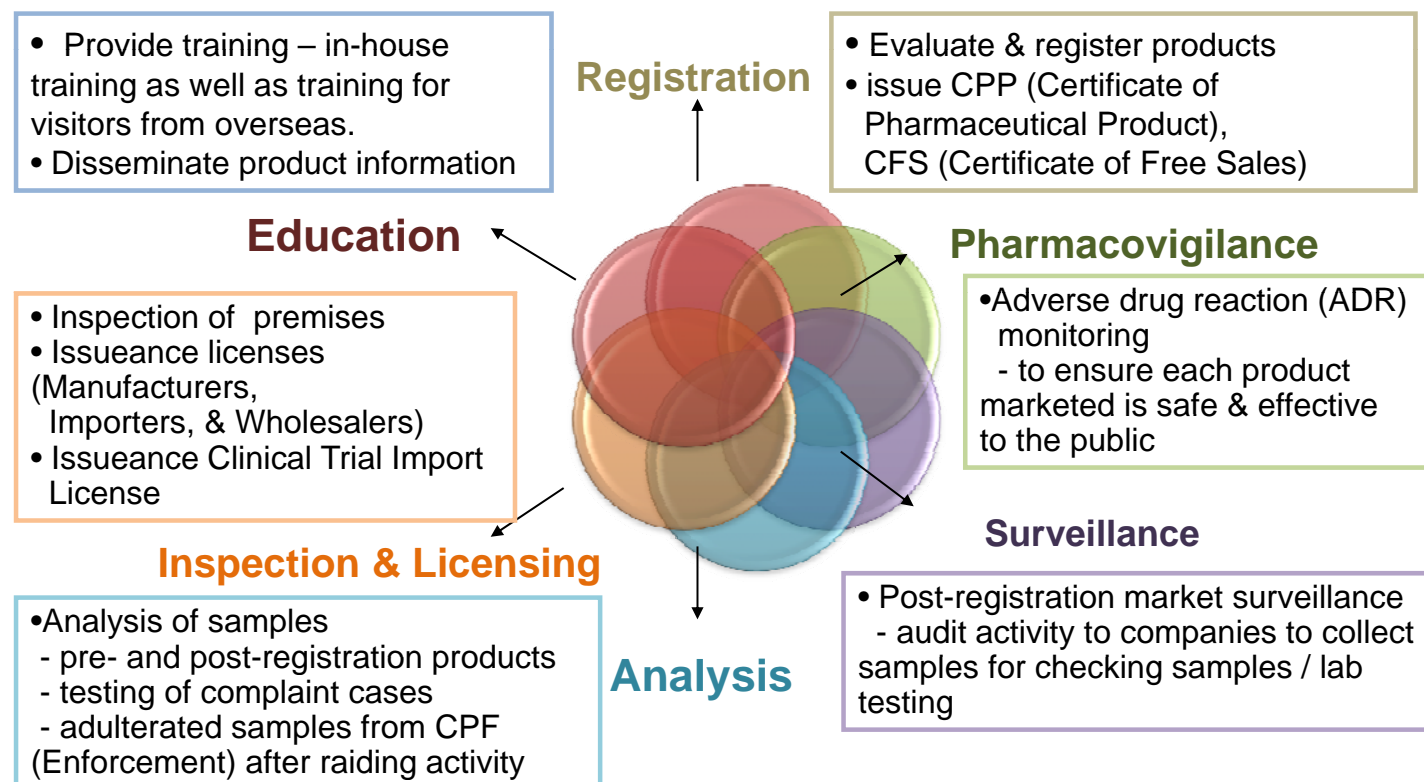 • Provide training – in-house
training as well as training for
visitors from overseas.
• Disseminate product information
Registration
• Evaluate & register products
• issue CPP (Certificate of
Pharmaceutical Product),
CFS (Certificate of Free Sales)
Education
Pharmacovigilance
• Inspection of premises
• Issueance licenses
(Manufacturers,
Importers, & Wholesalers)
• Issueance Clinical Trial Import
License
•Adverse drug reaction (ADR)
monitoring
- to ensure each product
marketed is safe & effective
to the public
Inspection & Licensing
Surveillance
•Analysis of samples
- pre- and post-registration products
- testing of complaint cases
- adulterated samples from CPF
(Enforcement) after raiding activity
Analysis
• Post-registration market surveillance
- audit activity to companies to collect
samples for checking samples / lab
testing